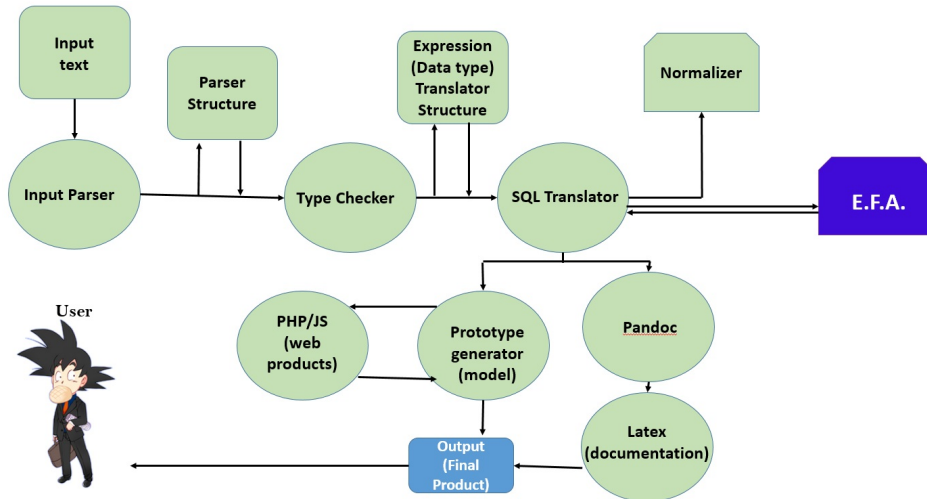 Input
text
Parser
Structure
Expression
(Data type)
Translator
Structure
Normalizer
Input Parser
Type Checker
SQL Translator
E.F.A.
User
PHP/JS
(web
products)
Prototype
generator
(model)
Pandoc
Latex
(documentation)
Output
(Final
Product)